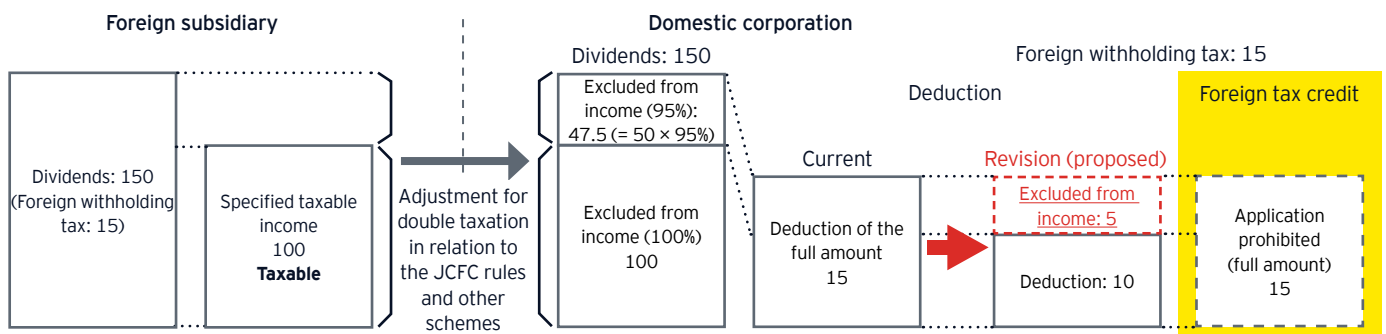 Foreign subsidiary
Domestic corporation
Dividends: 150
Foreign withholding tax: 15
Dividends: 150
(Foreign withholding
tax: 15)
Specified taxable
income
100
Taxable
Adjustment for
double taxation
in relation to
the JCFC rules
and other
schemes
Excluded from
income (95%):
47.5 (= 50 × 95%)
Excluded from
income (100%)
100
Deduction
Current
Deduction of the
full amount
15
Revision (proposed)
Excluded from
income: 5
Deduction: 10
Foreign tax credit
Application
prohibited
(full amount)
15